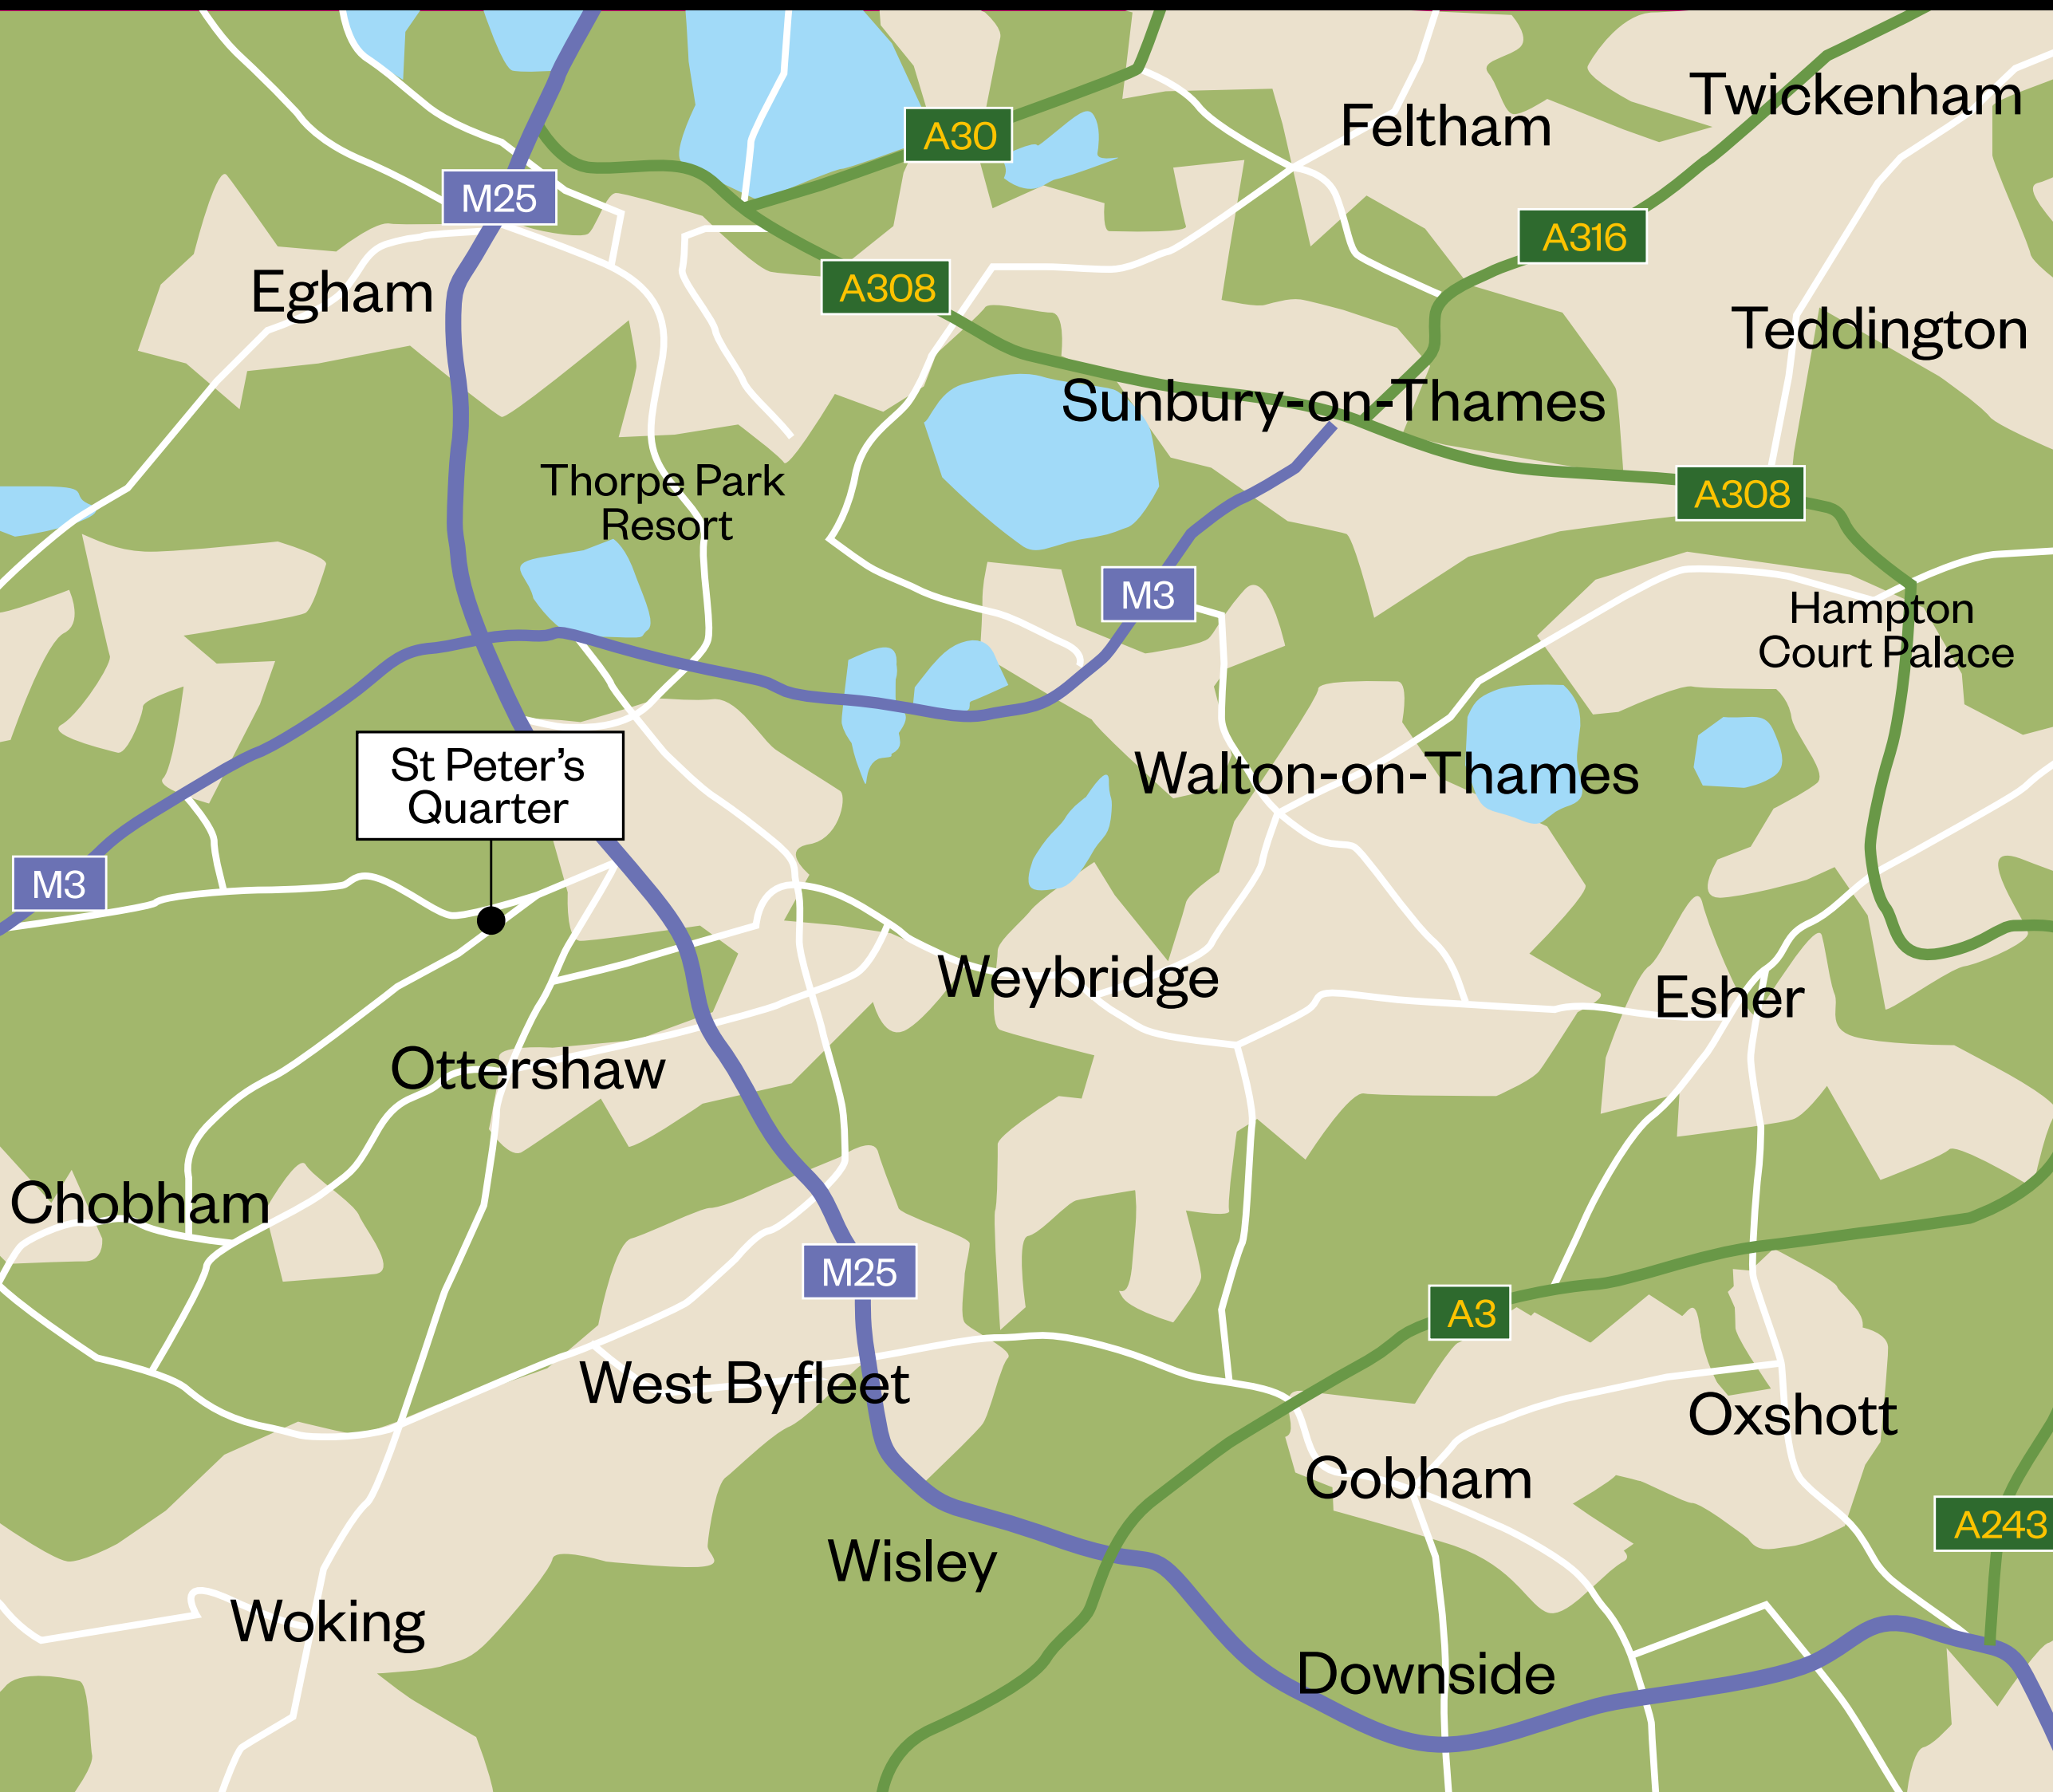 Twickenham
Feltham
A30
M25
A316
Egham
A308
Teddington
Sunbury-on-Thames
Thorpe Park
Resort
A308
M3
Hampton
Court Palace
St Peter's
Quarter
Walton-on-Thames
M3
Weybridge
Esher
Ottershaw
Chobham
M25
A3
West Byfleet
Oxshott
Cobham
A243
Wisley
Woking
Downside